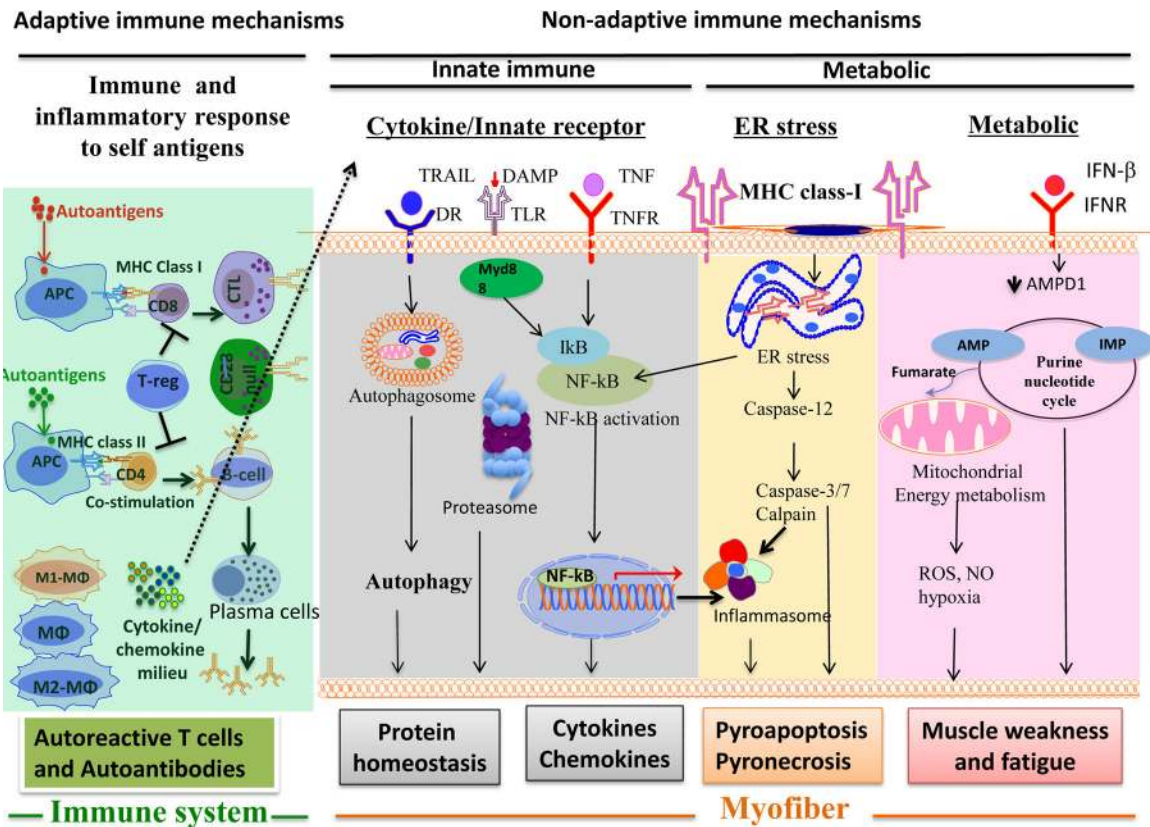 Adaptive immune mechanisms
Non-adaptive immune mechanisms
Innate immune
Metabolic
Immune and
inflammatory response
to self antigens
Cytokine/Innate receptor
ER stress
Metabolic
Autoantigens
MHC Class I
APC
CD8
CTL
T-reg
CD28
null
Autoantigens
MHC class II
APC
CD4
B-cell
Co-stimulation
M1-MΦ
MΦ
M2-MΦ
Cytokine/
chemokine
milieu
Plasma cells
TRAIL
DR
DAMP
TLR
TNF
TNFR
Myd8
8
IkB
NF-kB
NF-kB activation
Autophagosome
Proteasome
Autophagy
NF-kB
MHC class-I
ER stress
Caspase-12
Caspase-3/7
Calpain
Inflammasome
IFN-β
IFNR
AMPD1
AMP
IMP
Purine
nucleotide
cycle
Fumarate
Mitochondrial
Energy metabolism
ROS, NO
hypoxia
Autoreactive T cells
and Autoantibodies
Protein
homeostasis
Cytokines
Chemokines
Pyroapoptosis
Pyronecrosis
Muscle weakness
and fatigue
Immune system
Myofiber